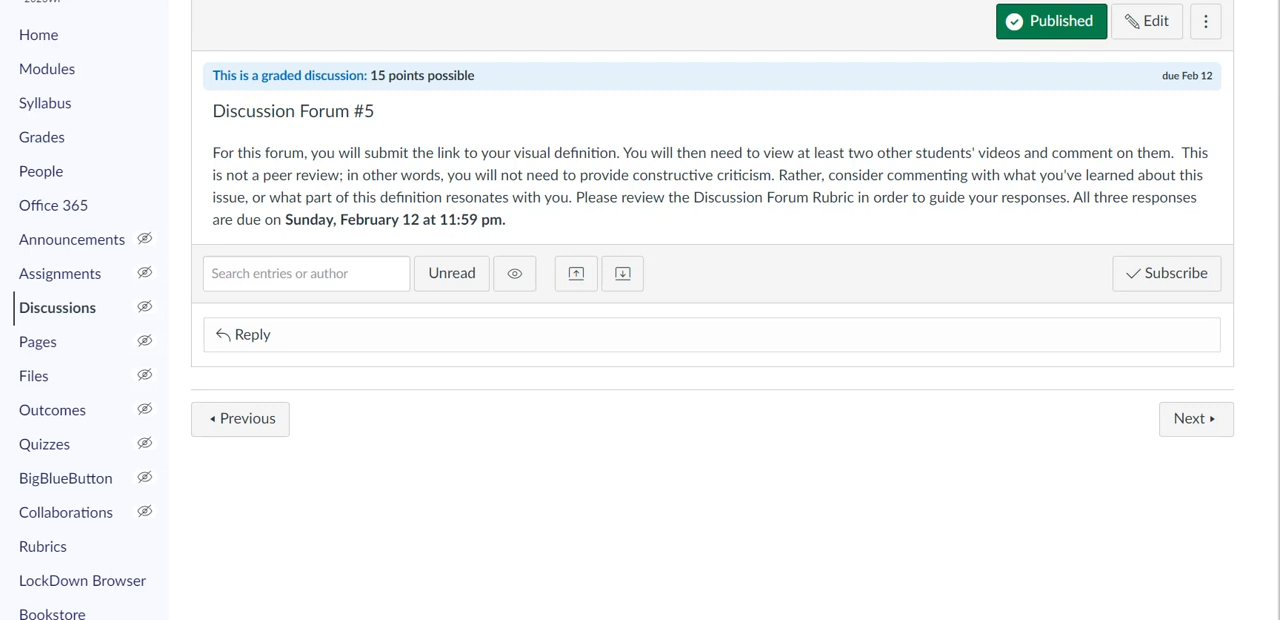 Published
Edit
Home
Modules
Syllabus
Grades
People
Office 365
Announcements
Assignments
Discussions
Pages
Files
Outcomes
Quizzes
BigBlueButton
Collaborations
Rubrics
LockDown Browser
Bookstore
This is a graded discussion: 15 points possible
due Feb 12
Discussion Forum #5
For this forum, you will submit the link to your visual definition. You will then need to view at least two other students' videos and comment on them.  This
is not a peer review; in other words, you will not need to provide constructive criticism. Rather, consider commenting with what you've learned about this
issue, or what part of this definition resonates with you. Please review the Discussion Forum Rubric in order to guide your responses. All three responses
are due on Sunday, February 12 at 11:59 pm.
Search entries or author
Unread
Subscribe
Reply
Previous
Next